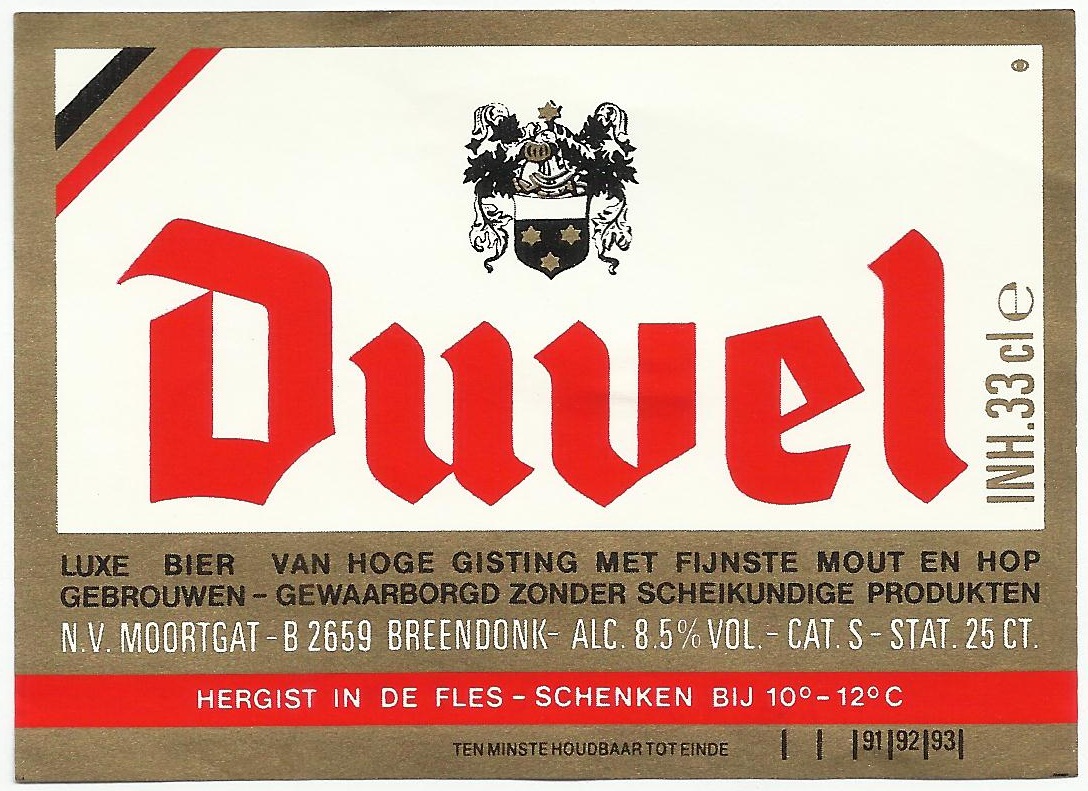 Duvel
INH.33 cl e
LUXE BIER VAN HOGE GISTING MET FIJNSTE MOUT EN HOP
GEBROUWEN – GEWAARBORGD ZONDER SCHEIKUNDIGE PRODUKTEN
N.V. MOORTGAT – B 2659 BREENDONK – ALC. 8.5% VOL. – CAT. S – STAT. 25 CT.
HERGIST IN DE FLES – SCHENKEN BIJ 10° – 12° C
TEN MINSTE HOUDBAAR TOT EINDE | | |91|92|93|